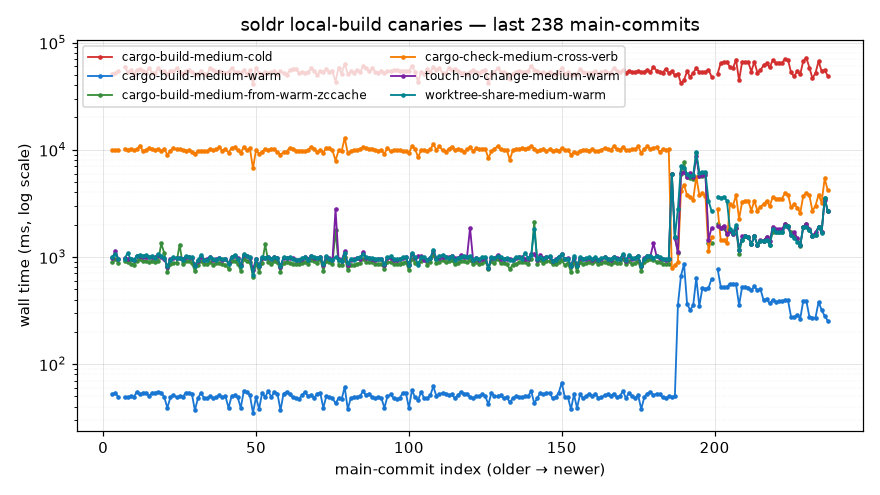 soldr local-build canaries — last 238 main-commits
cargo-build-medium-cold
cargo-build-medium-warm
cargo-build-medium-from-warm-zccache
cargo-check-medium-cross-verb
touch-no-change-medium-warm
worktree-share-medium-warm
wall time (ms, log scale)
10⁵
10⁴
10³
10²
0 50 100 150 200
main-commit index (older → newer)